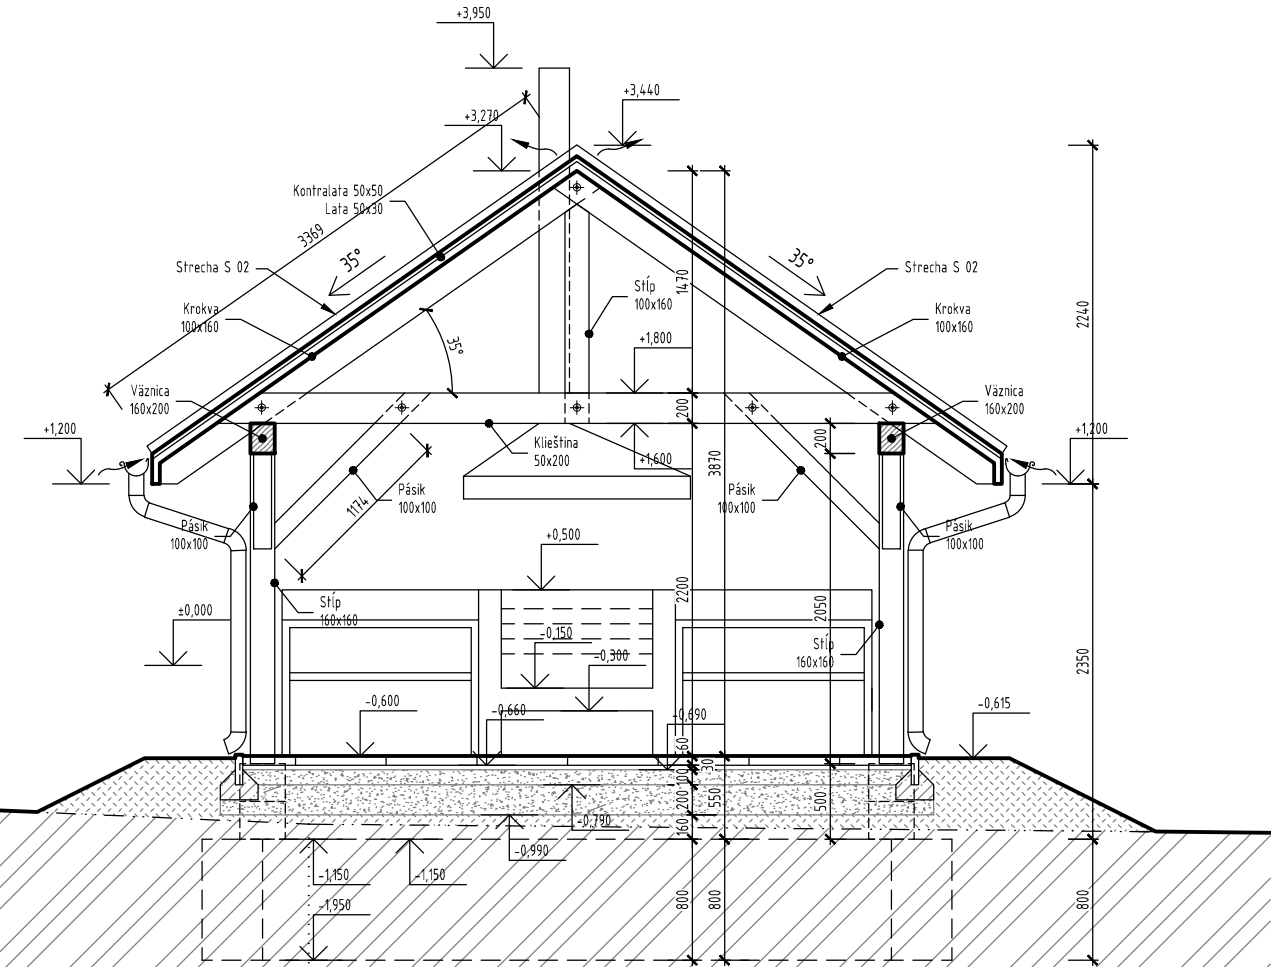 +3,950
+3,440
+3,270
Kontralata 50x50
Lata 50x30
3369
35°
35°
Strecha S 02
Strecha S 02
Stĺp
100x160
1470
2240
Krokva
100x160
Krokva
100x160
+1,800
35°
Väznica
160x200
Väznica
160x200
200
+1,200
+1,200
200
Klieština
50x200
+1,600
3870
Pásik
100x100
Pásik
100x100
1174
Pásik
100x100
Pásik
100x100
+0,500
2200
2050
Stĺp
160x160
±0,000
-0,150
-0,300
Stĺp
160x160
2350
-0,600
-0,660
-0,690
-0,615
60
30
100
200
550
500
-0,790
160
-0,990
-1,150
-1,150
-1,950
800
800
800